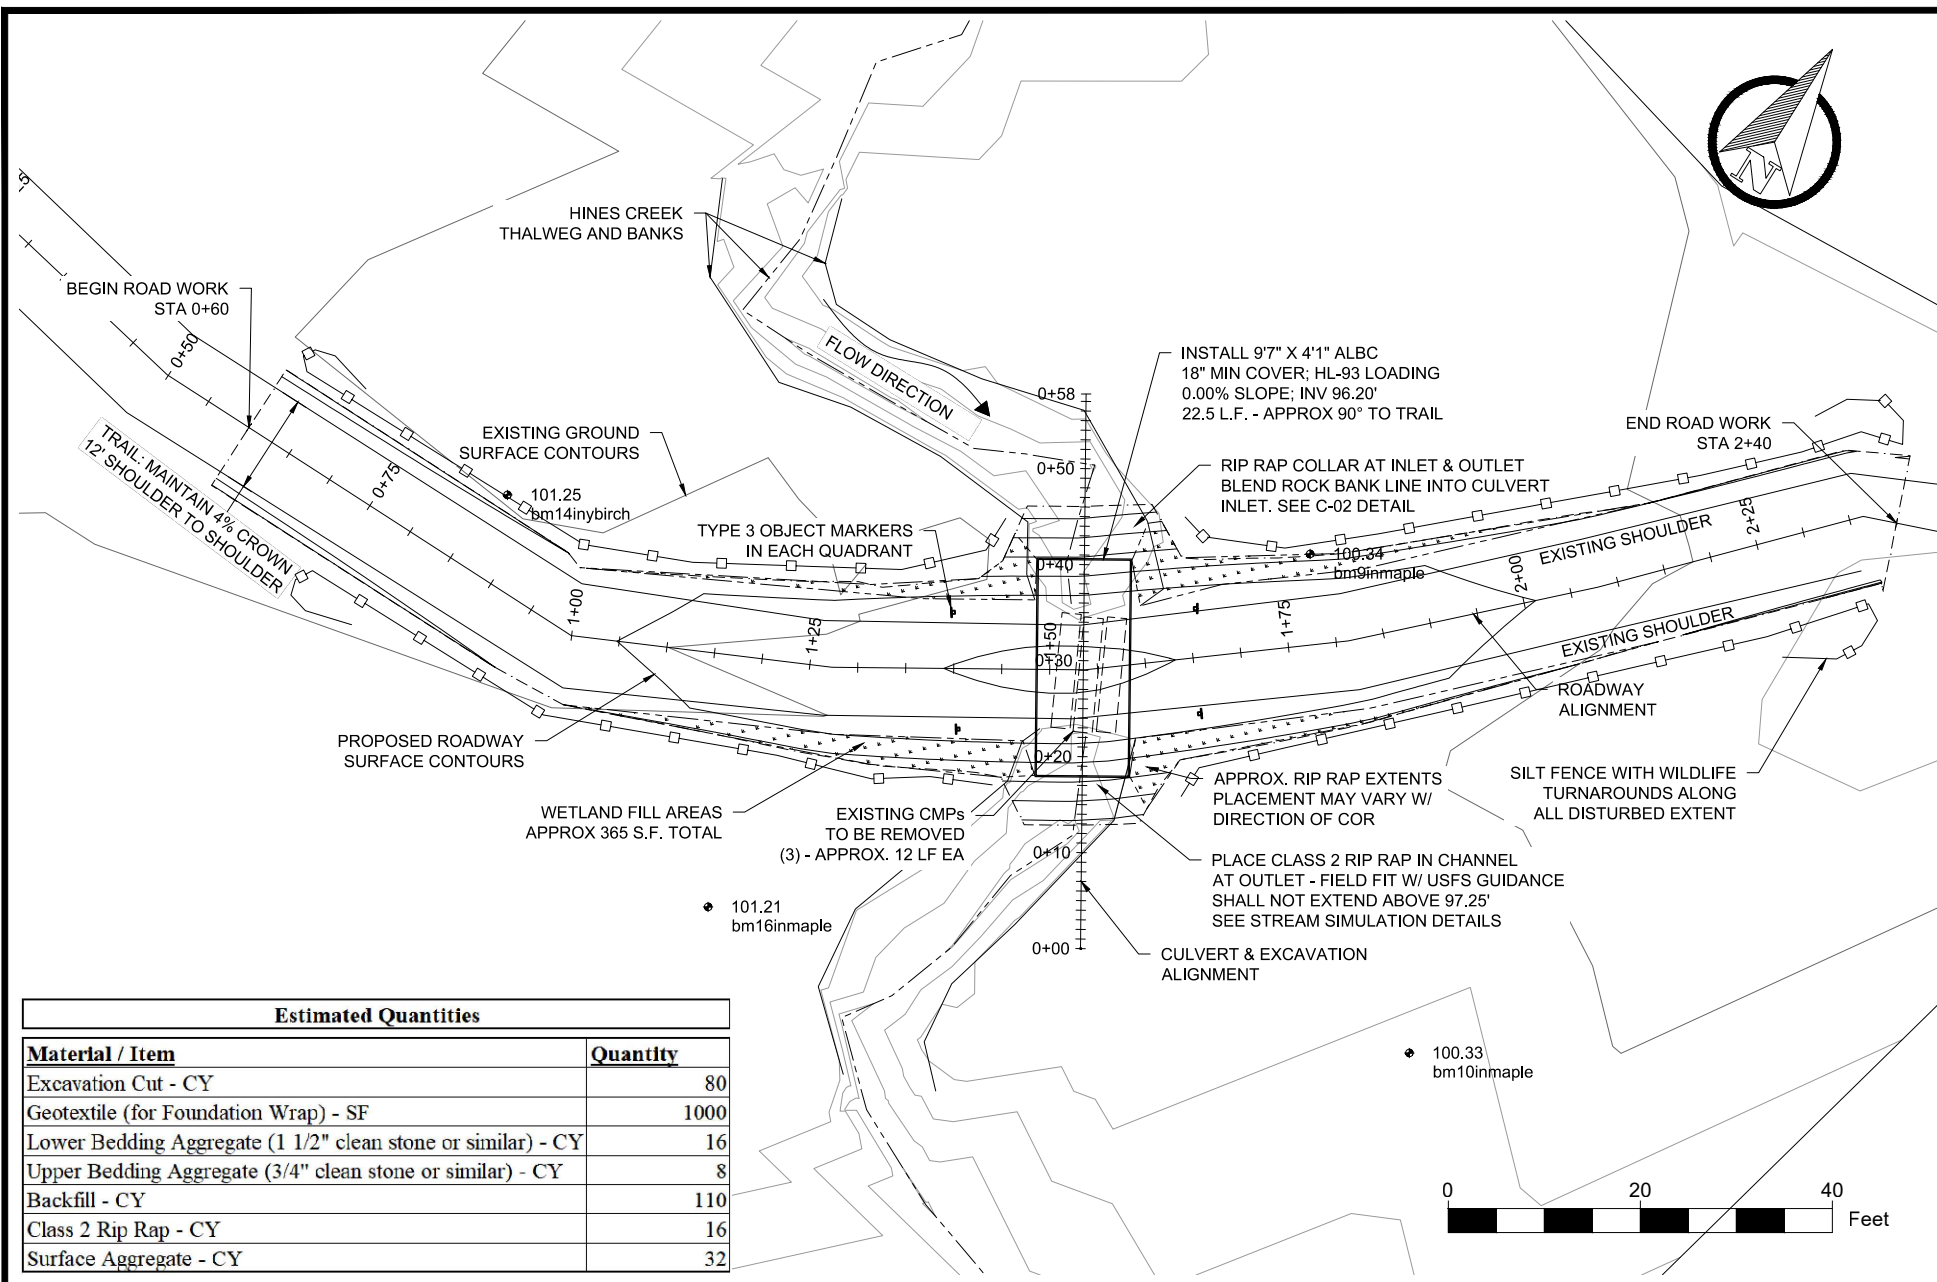 N
HINES CREEK
THALWEG AND BANKS
BEGIN ROAD WORK
STA 0+60
0+50
0+75
1+00
1+25
1+50
1+75
2+00
2+25
FLOW DIRECTION
TRAIL: MAINTAIN 4% CROWN
12' SHOULDER TO SHOULDER
EXISTING GROUND
SURFACE CONTOURS
101.25
bm14inybirch
TYPE 3 OBJECT MARKERS
IN EACH QUADRANT
0+58
0+50
0+40
0+30
0+20
0+10
0+00
INSTALL 9'7" X 4'1" ALBC
18" MIN COVER; HL-93 LOADING
0.00% SLOPE; INV 96.20'
22.5 L.F. - APPROX 90° TO TRAIL
RIP RAP COLLAR AT INLET & OUTLET
BLEND ROCK BANK LINE INTO CULVERT
INLET. SEE C-02 DETAIL
END ROAD WORK
STA 2+40
100.34
bm9inmaple
EXISTING SHOULDER
EXISTING SHOULDER
ROADWAY
ALIGNMENT
PROPOSED ROADWAY
SURFACE CONTOURS
WETLAND FILL AREAS
APPROX 365 S.F. TOTAL
EXISTING CMPs
TO BE REMOVED
(3) - APPROX. 12 LF EA
APPROX. RIP RAP EXTENTS
PLACEMENT MAY VARY W/
DIRECTION OF COR
SILT FENCE WITH WILDLIFE
TURNAROUNDS ALONG
ALL DISTURBED EXTENT
PLACE CLASS 2 RIP RAP IN CHANNEL
AT OUTLET - FIELD FIT W/ USFS GUIDANCE
SHALL NOT EXTEND ABOVE 97.25'
SEE STREAM SIMULATION DETAILS
101.21
bm16inmaple
CULVERT & EXCAVATION
ALIGNMENT
100.33
bm10inmaple
Estimated Quantities
Material / Item Quantity
Excavation Cut - CY 80
Geotextile (for Foundation Wrap) - SF 1000
Lower Bedding Aggregate (1 1/2" clean stone or similar) - CY 16
Upper Bedding Aggregate (3/4" clean stone or similar) - CY 8
Backfill - CY 110
Class 2 Rip Rap - CY 16
Surface Aggregate - CY 32
0 20 40
Feet